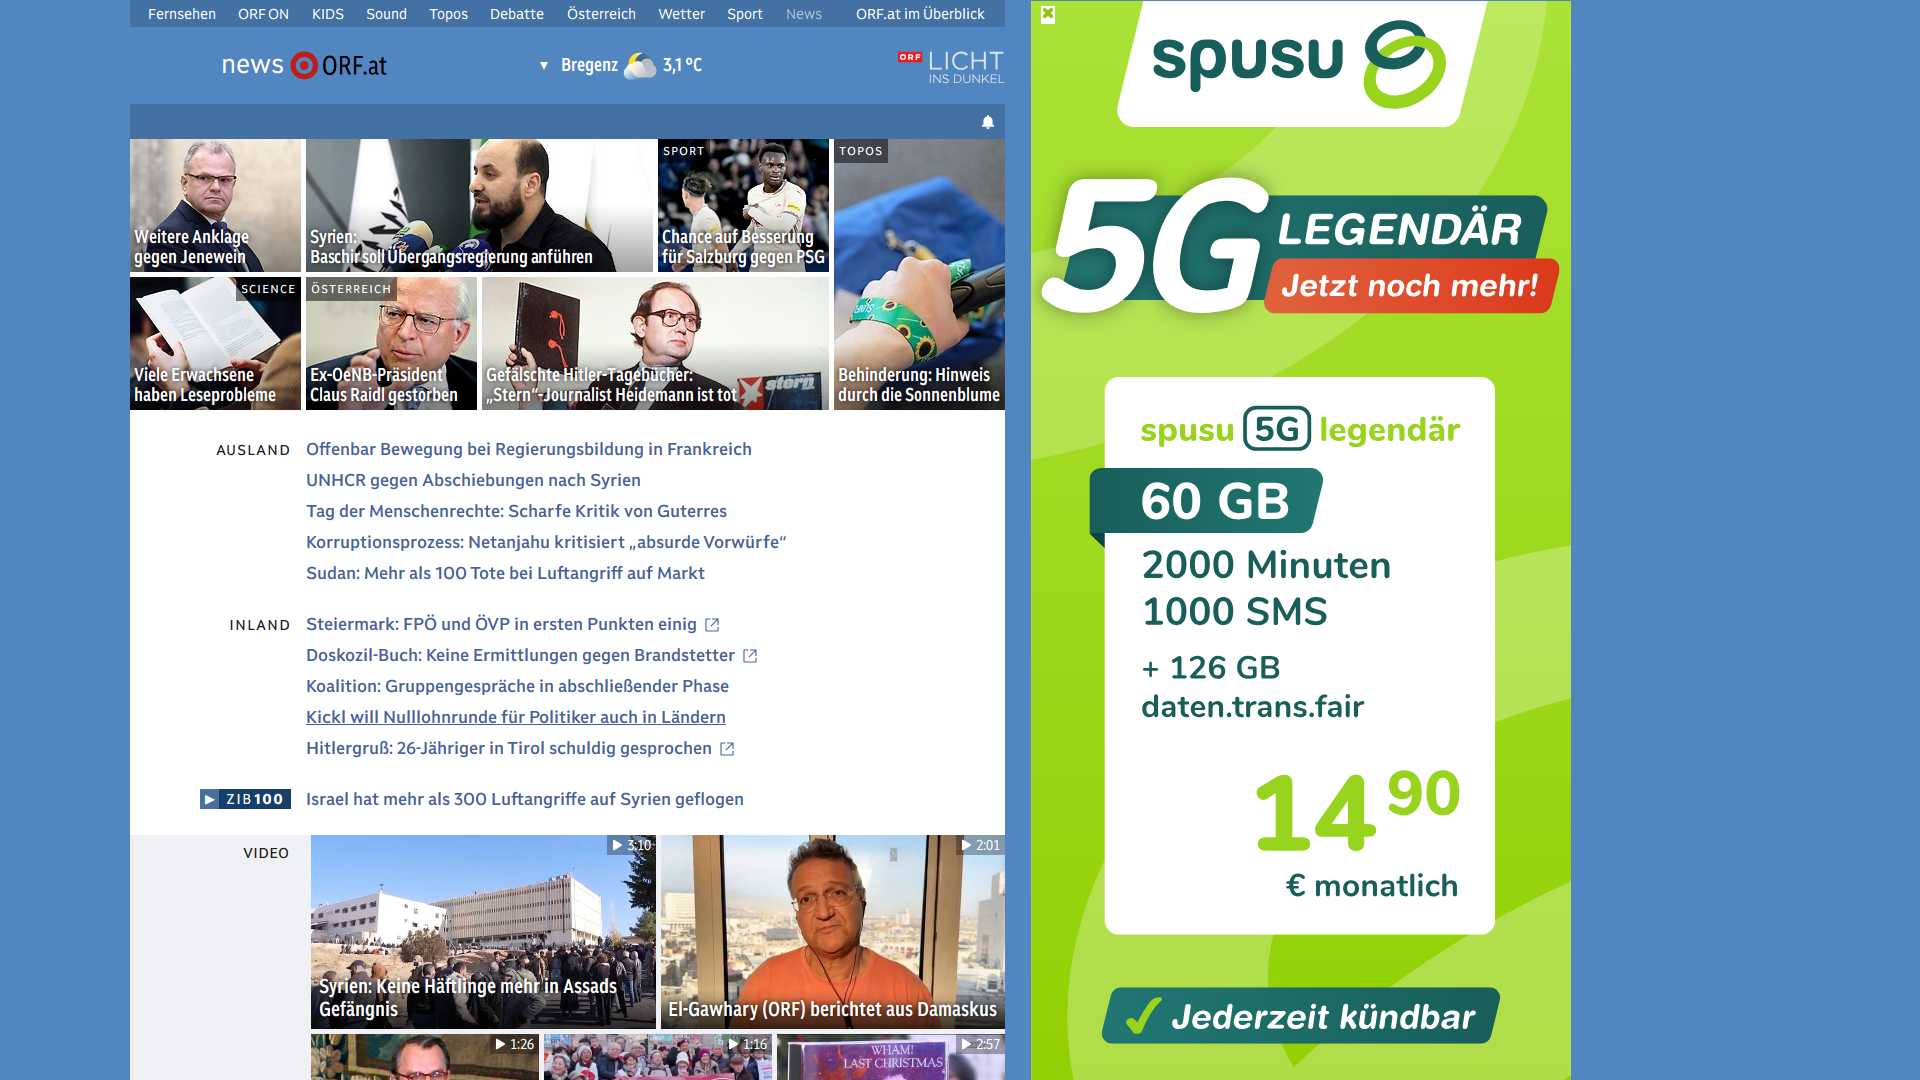 Fernsehen ORF ON KIDS Sound Topos Debatte Österreich Wetter Sport News ORF.at im Überblick
news ORF.at
Bregenz 3,1 °C
ORF LICHT
INS DUNKEL
Weitere Anklage
gegen Jenewein
Syrien:
Baschir soll Übergangsregierung anführen
SPORT
Chance auf Besserung
für Salzburg gegen PSG
TOPOS
Behinderung: Hinweis
durch die Sonnenblume
SCIENCE
Viele Erwachsene
haben Leseprobleme
ÖSTERREICH
Ex-OeNB-Präsident
Claus Raidl gestorben
Gefälschte Hitler-Tagebücher:
„Stern“-Journalist Heidemann ist tot
stern
AUSLAND
Offenbar Bewegung bei Regierungsbildung in Frankreich
UNHCR gegen Abschiebungen nach Syrien
Tag der Menschenrechte: Scharfe Kritik von Guterres
Korruptionsprozess: Netanjahu kritisiert „absurde Vorwürfe“
Sudan: Mehr als 100 Tote bei Luftangriff auf Markt
INLAND
Steiermark: FPÖ und ÖVP in ersten Punkten einig
Doskozil-Buch: Keine Ermittlungen gegen Brandstetter
Koalition: Gruppengespräche in abschließender Phase
Kickl will Nulllohnrunde für Politiker auch in Ländern
Hitlergruß: 26-Jähriger in Tirol schuldig gesprochen
ZIB100
Israel hat mehr als 300 Luftangriffe auf Syrien geflogen
VIDEO
3:10
Syrien: Keine Häftlinge mehr in Assads
Gefängnis
2:01
El-Gawhary (ORF) berichtet aus Damaskus
1:26
1:16
2:57
WHAM!
LAST CHRISTMAS
spusu
5G LEGENDÄR
Jetzt noch mehr!
spusu 5G legendär
60 GB
2000 Minuten
1000 SMS
+ 126 GB
daten.trans.fair
14 90
€ monatlich
Jederzeit kündbar